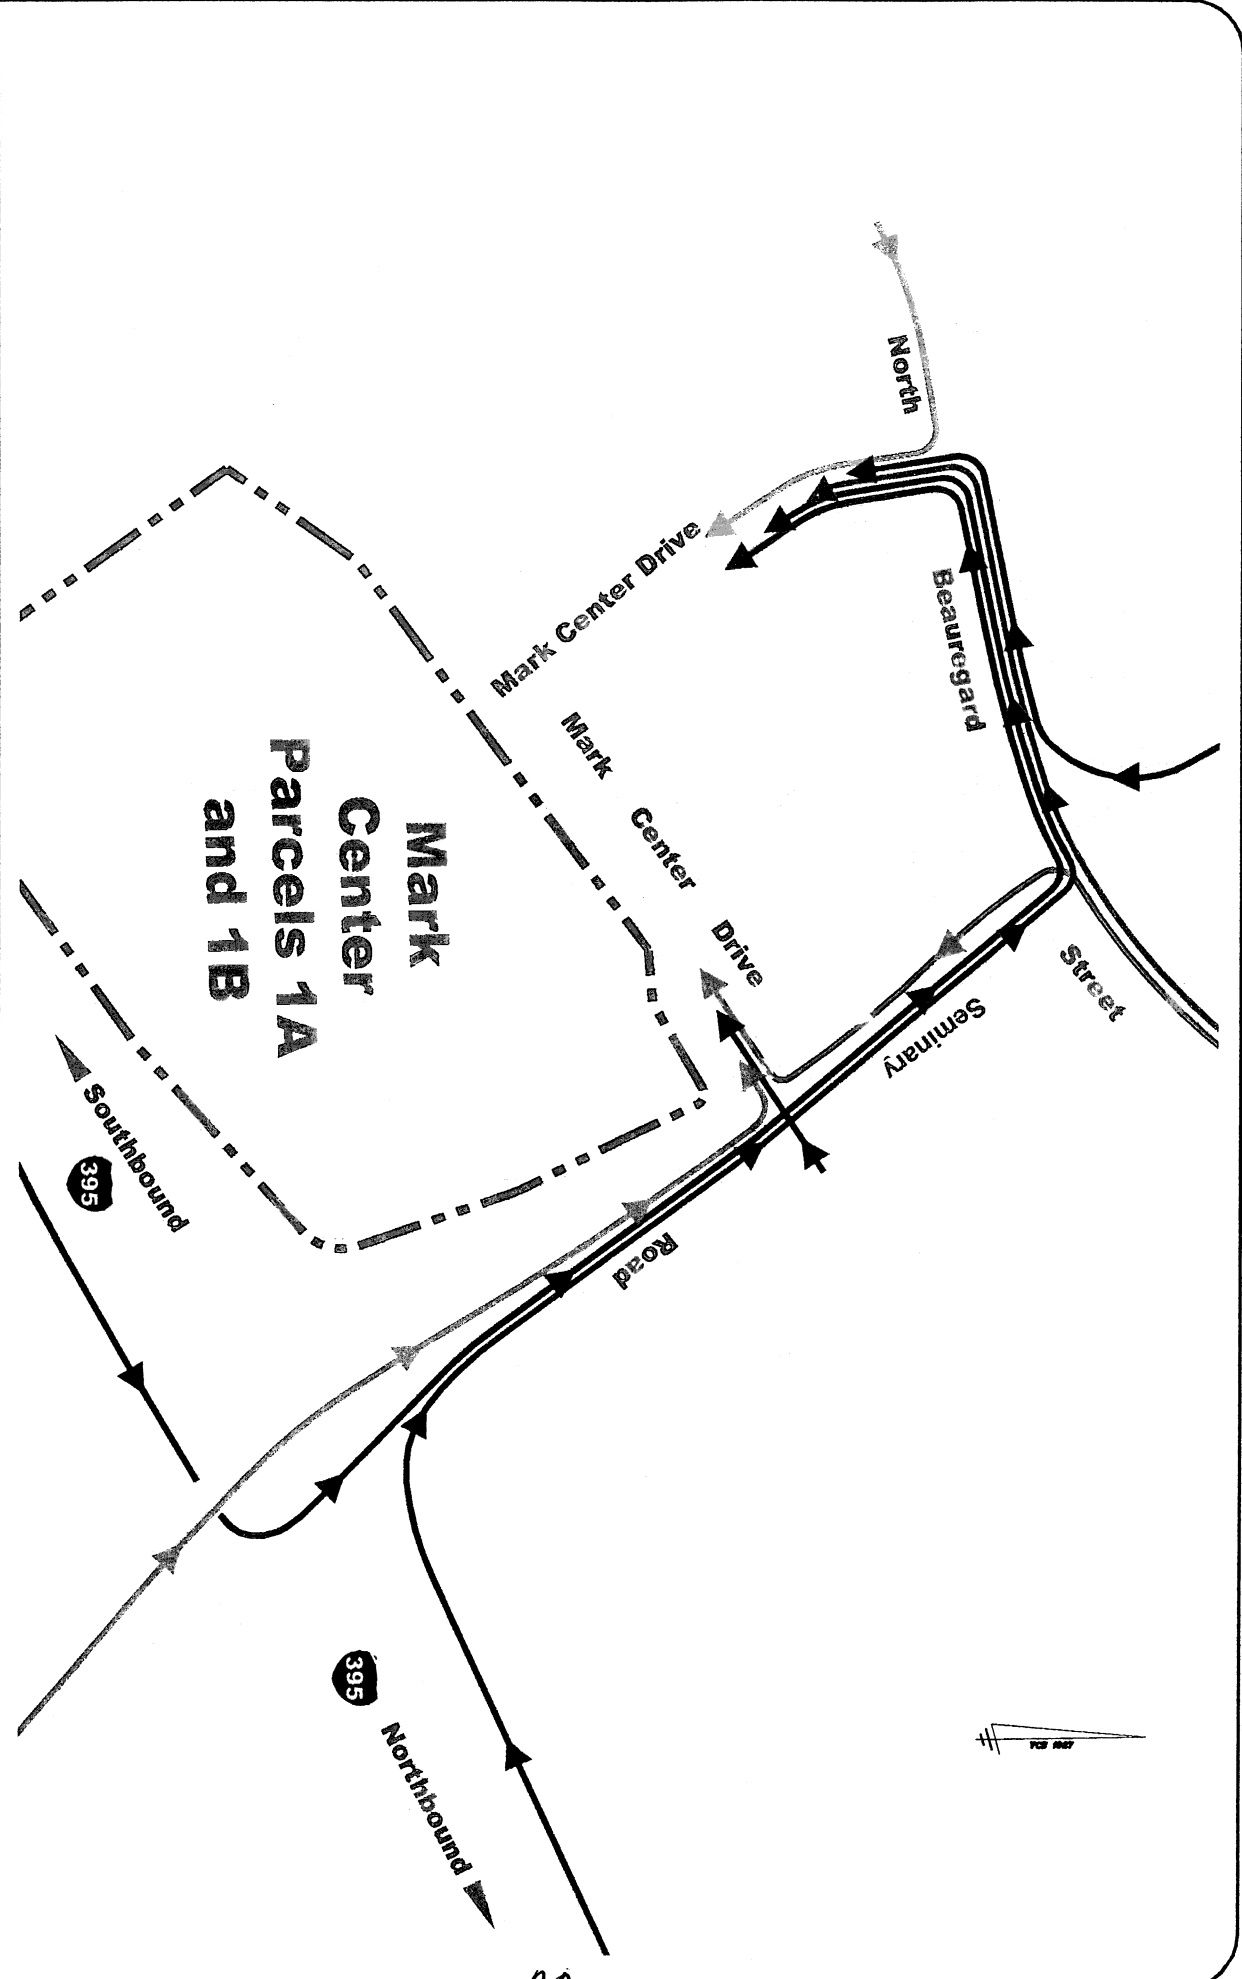 North
Beauregard
Street
Mark Center Drive
Mark Center Drive
Seminary
Road
Mark
Center
Parcels 1A
and 1B
Southbound
395
395
Northbound